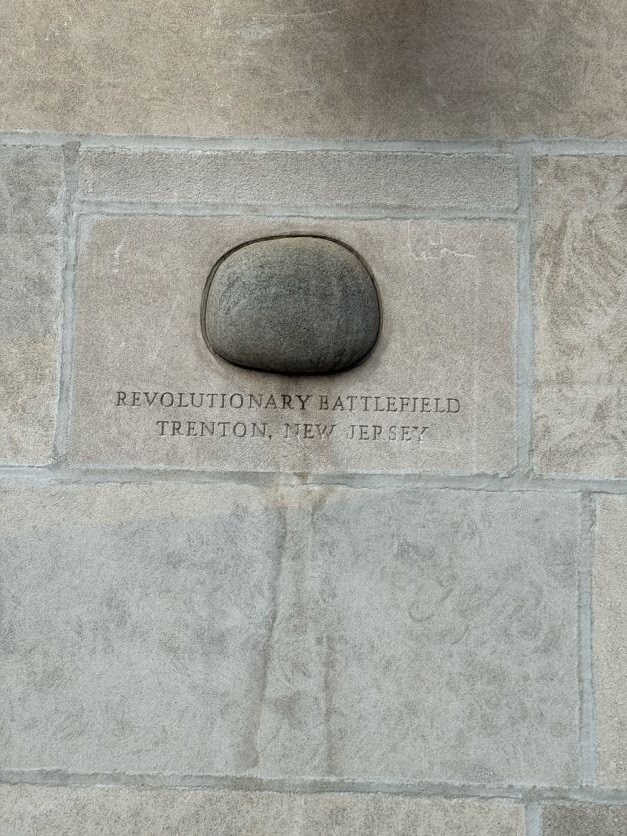 REVOLUTIONARY BATTLEFIELD
TRENTON, NEW JERSEY